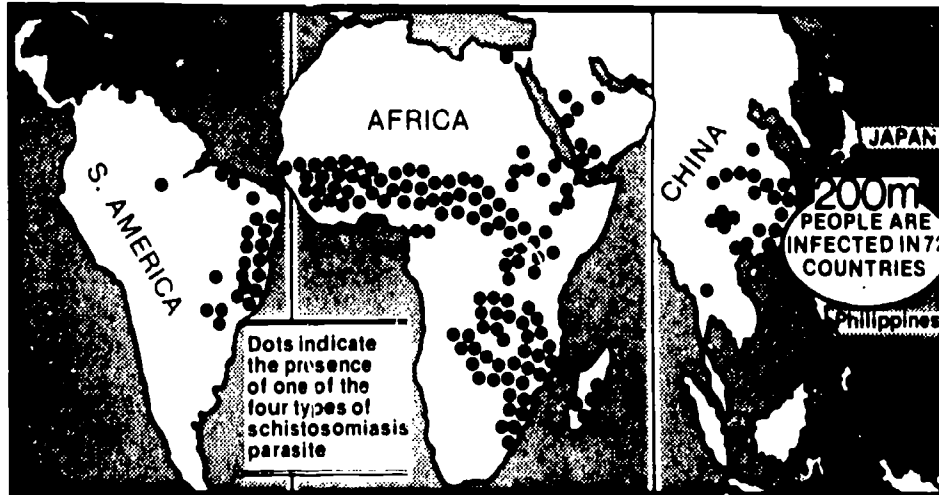 AFRICA
S. AMERICA
CHINA
JAPAN
200m
PEOPLE ARE
INFECTED IN 72
COUNTRIES
Philippines
Dots indicate
the presence
of one of the
four types of
schistosomiasis
parasite